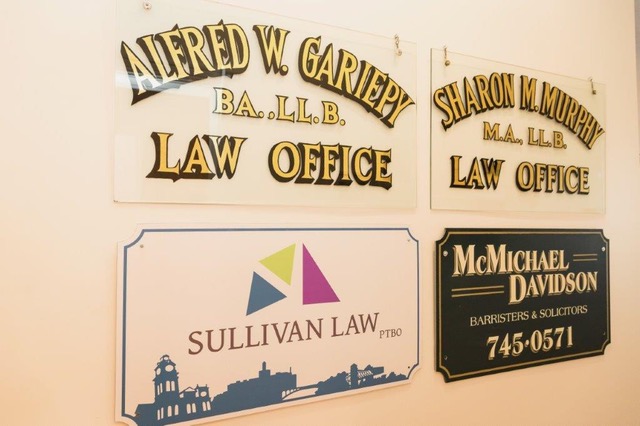 ALFRED W. GARIEPY
BA., LL.B.
LAW OFFICE
SHARON M. MURPHY
M.A., LL.B.
LAW OFFICE
SULLIVAN LAW PTBO
McMICHAEL
DAVIDSON
BARRISTERS & SOLICITORS
745·0571